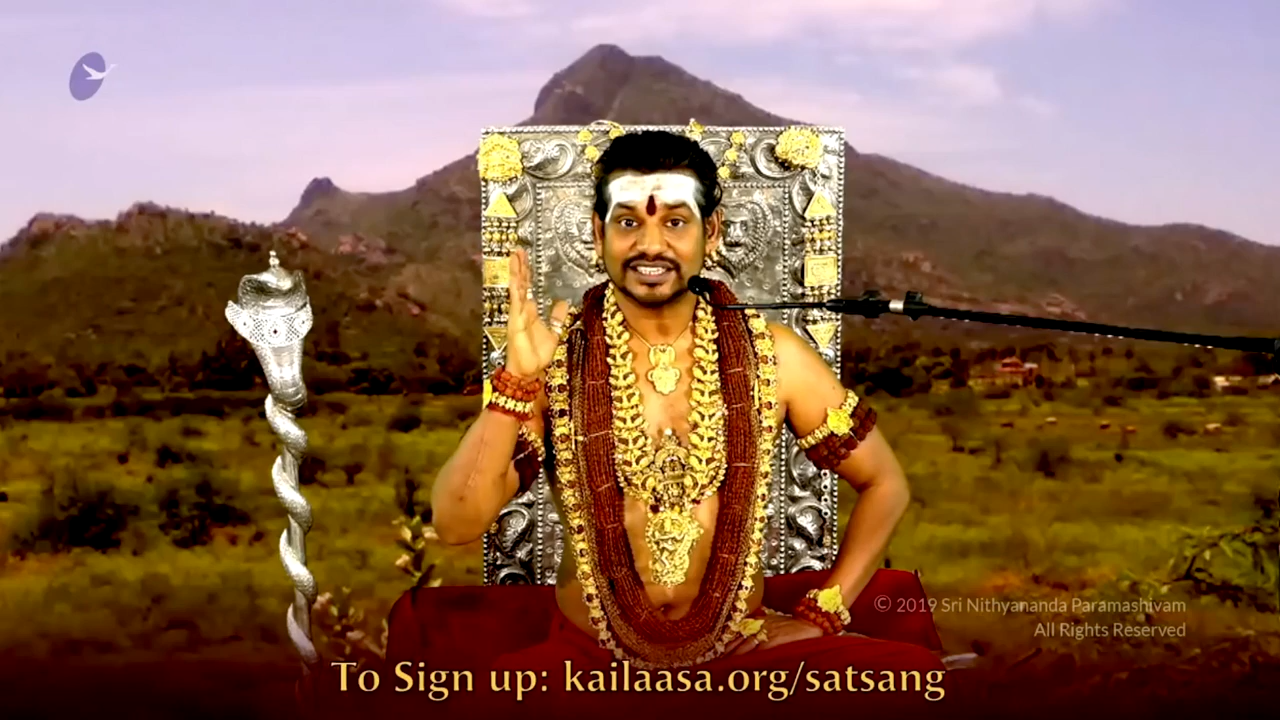 © 2019 Sri Nithyananda Paramashivam
All Rights Reserved
To Sign up: kailaasa.org/satsang